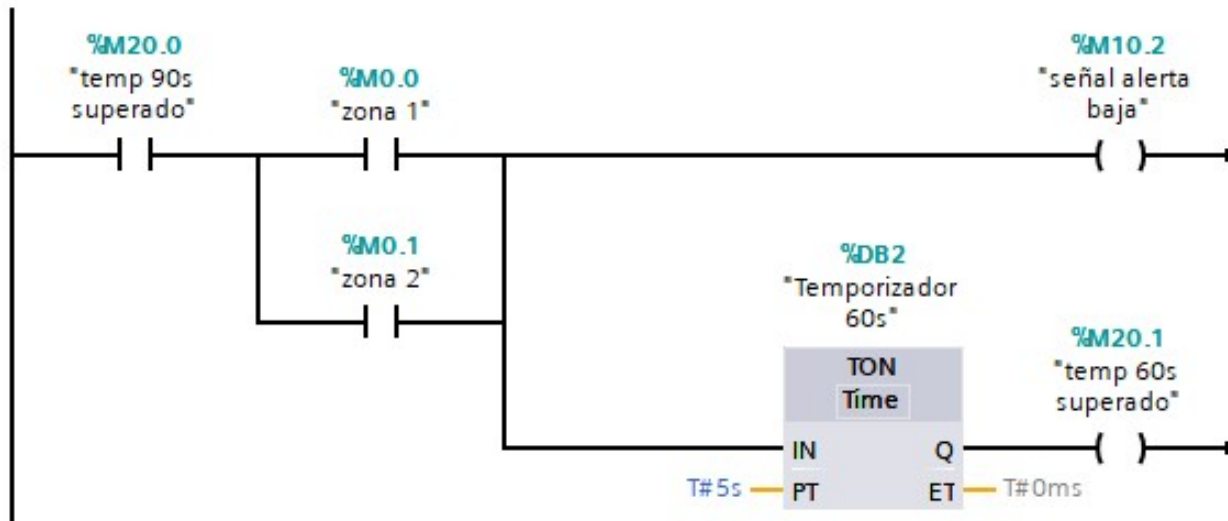 %M20.0
"temp 90s
superado"
%M0.0
"zona 1"
%M10.2
"señal alerta
baja"
%M0.1
"zona 2"
%DB2
"Temporizador
60s"
TON
Time
IN
Q
T#5s
PT
ET
T#0ms
%M20.1
"temp 60s
superado"